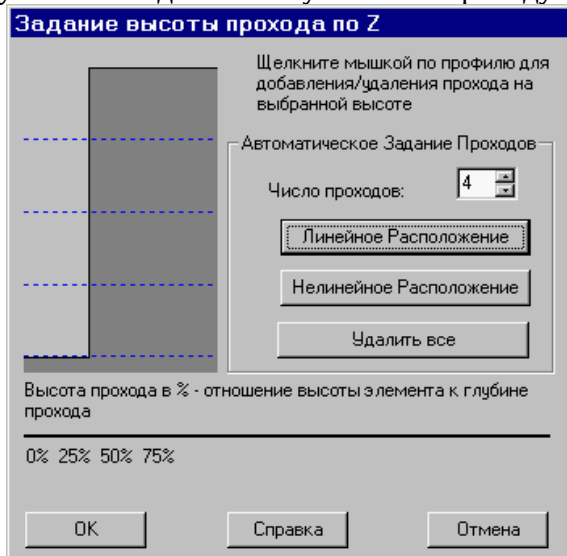 Задание высоты прохода по Z
Щелкните мышкой по профилю для
добавления/удаления прохода на
выбранной высоте
Автоматическое Задание Проходов
Число проходов: 4
Линейное Расположение
Нелинейное Расположение
Удалить все
Высота прохода в % - отношение высоты элемента к глубине
прохода
0% 25% 50% 75%
OK Справка Отмена